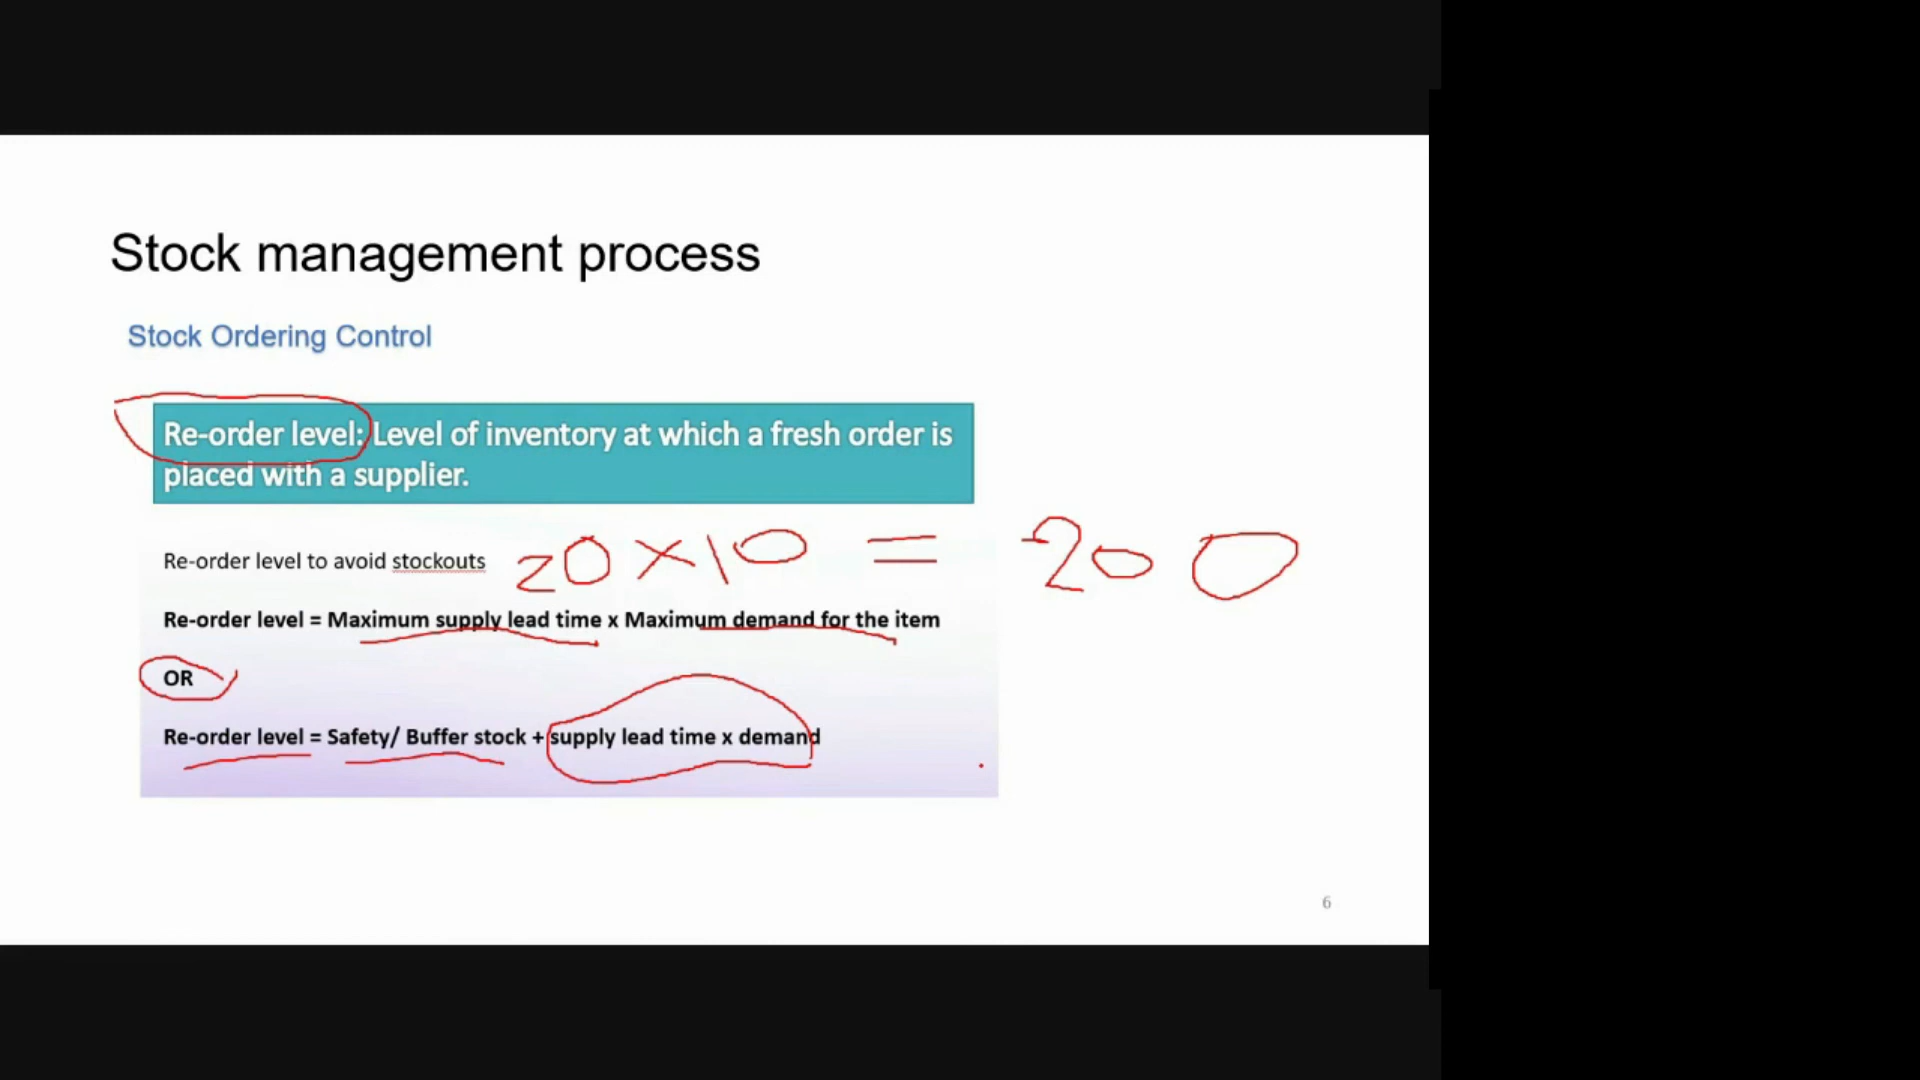 Stock management process
Stock Ordering Control
Re-order level: Level of inventory at which a fresh order is
placed with a supplier.
Re-order level to avoid stockouts
20 × 10 = 200
Re-order level = Maximum supply lead time x Maximum demand for the item
OR
Re-order level = Safety/ Buffer stock + supply lead time x demand
6